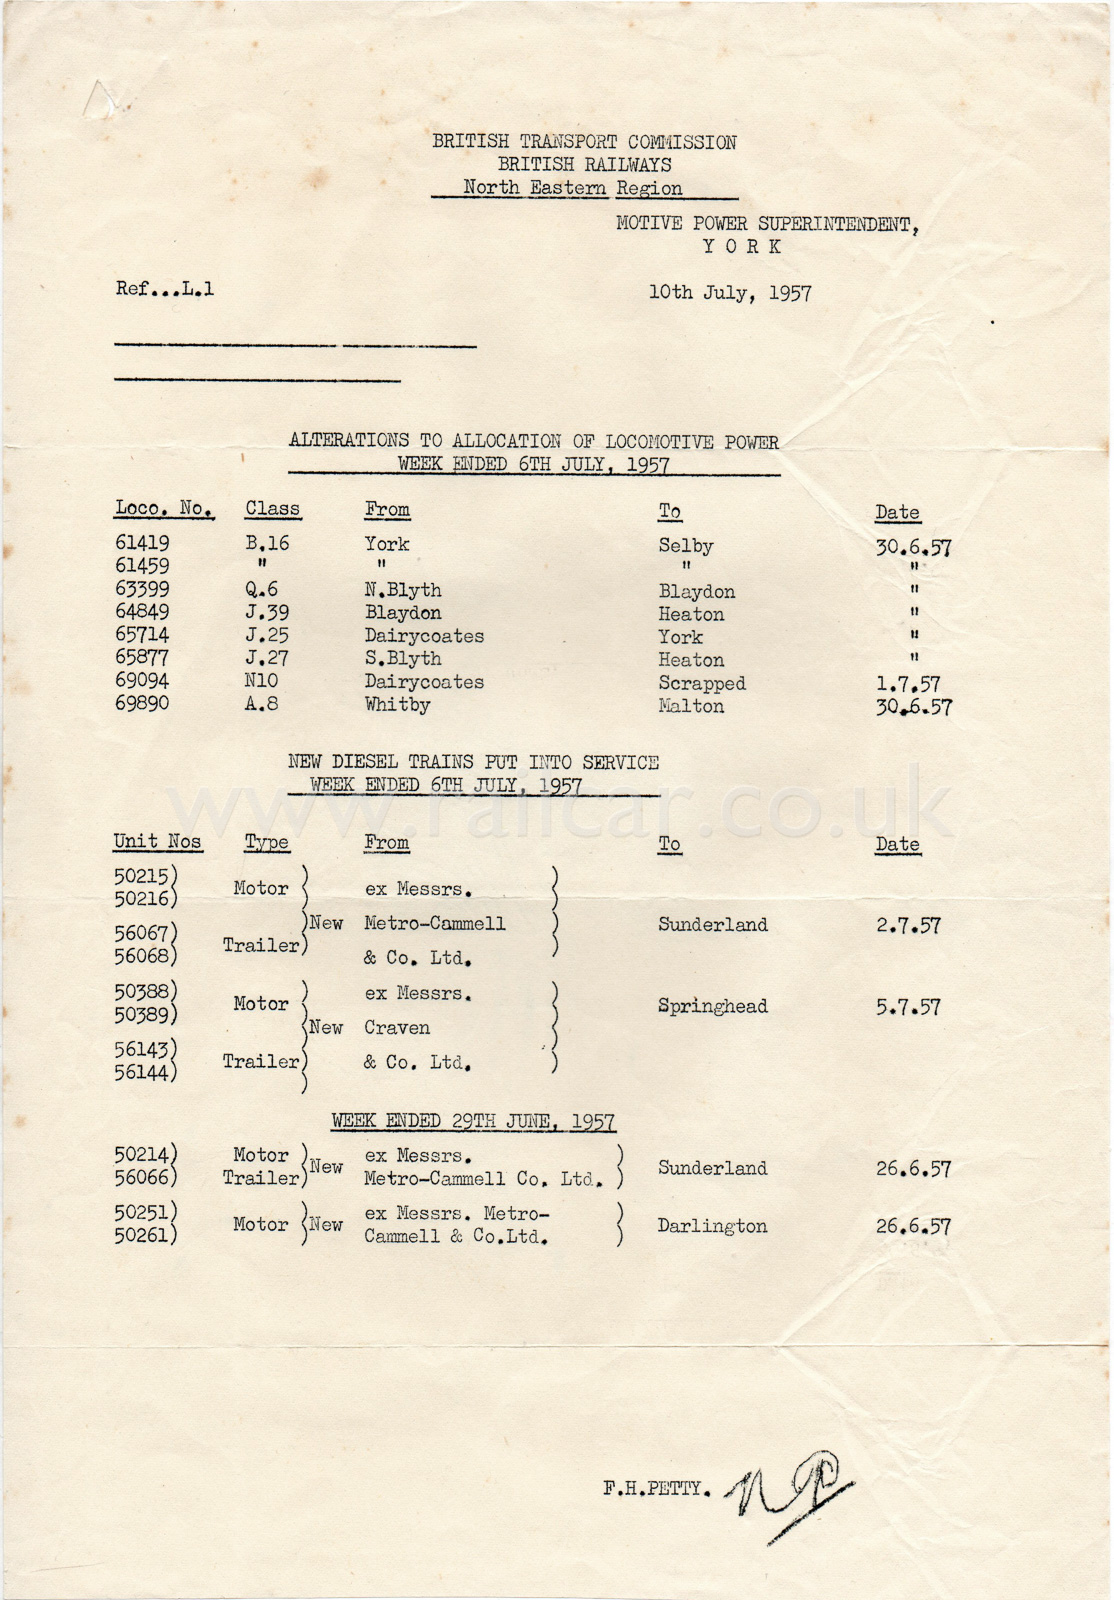 BRITISH TRANSPORT COMMISSION
BRITISH RAILWAYS
North Eastern Region
MOTIVE POWER SUPERINTENDENT,
Y O R K
Ref...L.1 10th July, 1957
ALTERATIONS TO ALLOCATION OF LOCOMOTIVE POWER
WEEK ENDED 6TH JULY, 1957
Loco. No. Class From To Date
61419 B.16 York Selby 30.6.57
61459 " " " "
63399 Q.6 N.Blyth Blaydon "
64849 J.39 Blaydon Heaton "
65714 J.25 Dairycoates York "
65877 J.27 S.Blyth Heaton "
69094 N10 Dairycoates Scrapped 1.7.57
69890 A.8 Whitby Malton 30.6.57
NEW DIESEL TRAINS PUT INTO SERVICE
WEEK ENDED 6TH JULY, 1957
www.railcar.co.uk
Unit Nos Type From To Date
50215)
50216) Motor ) ex Messrs. )
56067) )New Metro-Cammell ) Sunderland 2.7.57
56068) Trailer) & Co. Ltd. )
50388) ) ex Messrs. )
50389) Motor ) Springhead 5.7.57
)New Craven )
56143)
56144) Trailer) & Co. Ltd. )
WEEK ENDED 29TH JUNE, 1957
50214) Motor )New ex Messrs. ) Sunderland 26.6.57
56066) Trailer) Metro-Cammell Co. Ltd. )
50251) Motor )New ex Messrs. Metro- ) Darlington 26.6.57
50261) Cammell & Co.Ltd. )
F.H.PETTY.